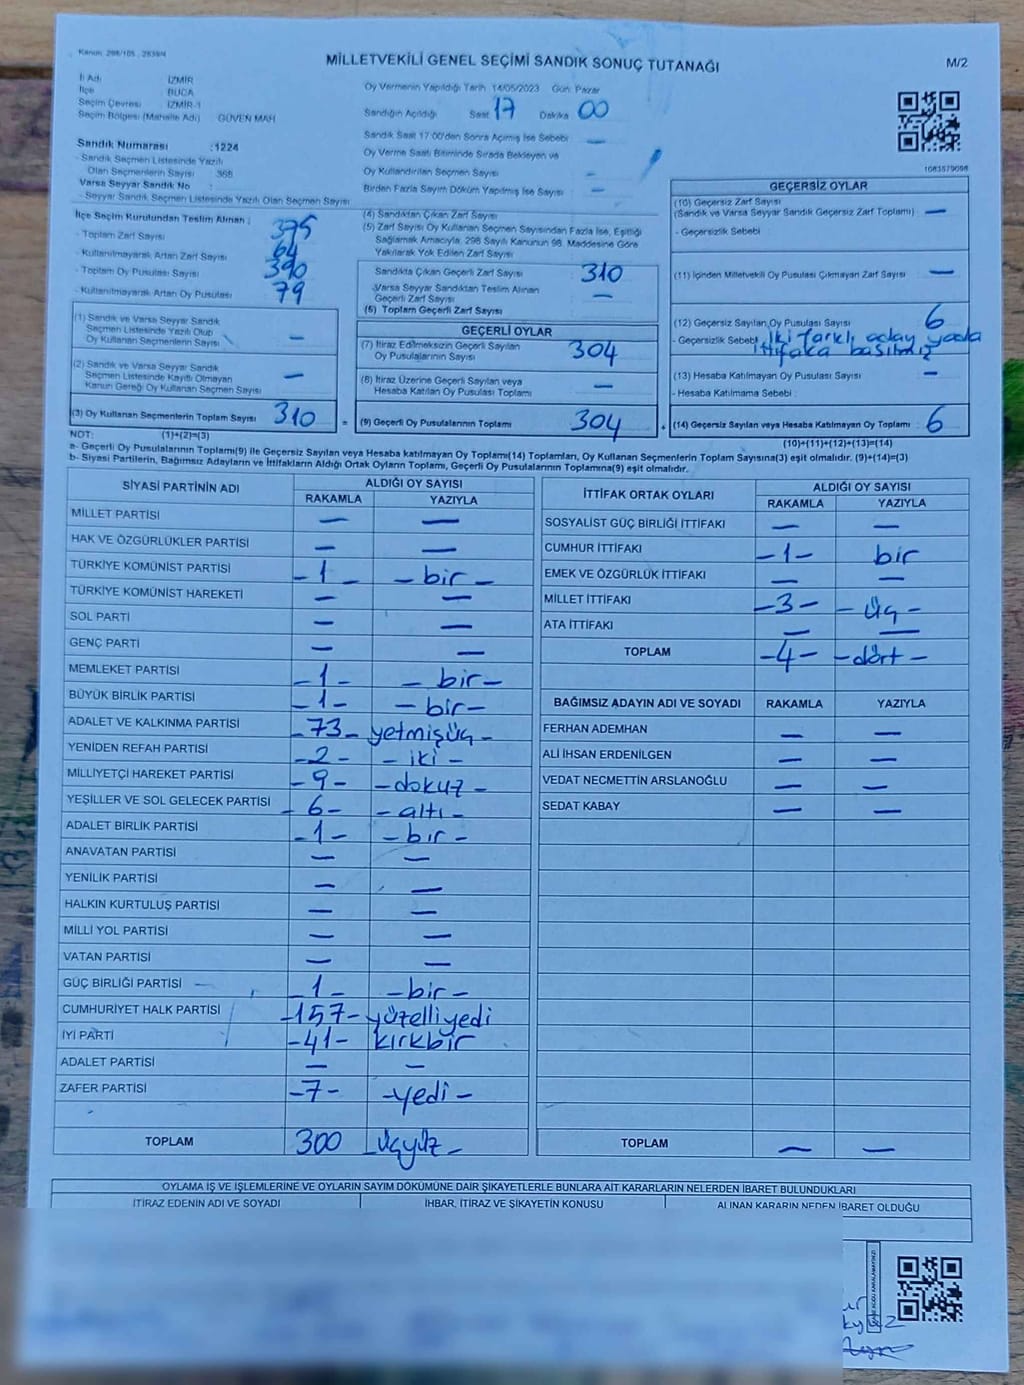 Kanun: 298/105 , 2839/4
MİLLETVEKİLİ GENEL SEÇİMİ SANDIK SONUÇ TUTANAĞI
M/2
İl Adı : İZMİR
İlçe : BUCA
Seçim Çevresi : İZMİR-1
Seçim Bölgesi (Mahalle Adı) : GÜVEN MAH.
Oy Vermenin Yapıldığı Tarih: 14/05/2023 Gün: Pazar
Sandığın Açıldığı Saat 17 Dakika 00
Sandık Saat 17:00'den Sonra Açılmış İse Sebebi : —
Oy Verme Saati Bitiminde Sırada Bekleyen ve
Oy Kullandırılan Seçmen Sayısı : —
Birden Fazla Sayım Döküm Yapılmış İse Sayısı : —
Sandık Numarası : 1224
- Sandık Seçmen Listesinde Yazılı
Olan Seçmenlerin Sayısı : 368
Varsa Seyyar Sandık No :
- Seyyar Sandık Seçmen Listesinde Yazılı Olan Seçmen Sayısı
İlçe Seçim Kurulundan Teslim Alınan ;
- Toplam Zarf Sayısı : 375
- Kullanılmayarak Artan Zarf Sayısı : 64
- Toplam Oy Pusulası Sayısı : 390
- Kullanılmayarak Artan Oy Pusulası : 79
(1) Sandık ve Varsa Seyyar Sandık
Seçmen Listesinde Yazılı Olup
Oy Kullanan Seçmenlerin Sayısı : —
(2) Sandık ve Varsa Seyyar Sandık
Seçmen Listesinde Kayıtlı Olmayan
Kanun Gereği Oy Kullanan Seçmen Sayısı : —
(3) Oy Kullanan Seçmenlerin Toplam Sayısı : 310
(4) Sandıktan Çıkan Zarf Sayısı
(5) Zarf Sayısı Oy Kullanan Seçmen Sayısından Fazla İse, Eşitliği
Sağlamak Amacıyla, 298 Sayılı Kanunun 98. Maddesine Göre
Yakılarak Yok Edilen Zarf Sayısı
Sandıkta Çıkan Geçerli Zarf Sayısı : 310
Varsa Seyyar Sandıktan Teslim Alınan
Geçerli Zarf Sayısı : —
(6) Toplam Geçerli Zarf Sayısı
GEÇERLİ OYLAR
(7) İtiraz Edilmeksizin Geçerli Sayılan
Oy Pusulalarının Sayısı : 304
(8) İtiraz Üzerine Geçerli Sayılan veya
Hesaba Katılan Oy Pusulası Toplamı : —
= (9) Geçerli Oy Pusulalarının Toplamı : 304
1083579098
GEÇERSİZ OYLAR
(10) Geçersiz Zarf Sayısı
(Sandık ve Varsa Seyyar Sandık Geçersiz Zarf Toplamı) : —
- Geçersizlik Sebebi :
(11) İçinden Milletvekili Oy Pusulası Çıkmayan Zarf Sayısı : —
(12) Geçersiz Sayılan Oy Pusulası Sayısı : 6
- Geçersizlik Sebebi : İki farklı aday yada
ittifaka basılmış
(13) Hesaba Katılmayan Oy Pusulası Sayısı : —
- Hesaba Katılmama Sebebi :
+ (14) Geçersiz Sayılan veya Hesaba Katılmayan Oy Toplamı : 6
NOT: (1)+(2)=(3)
(10)+(11)+(12)+(13)=(14)
a- Geçerli Oy Pusulalarının Toplamı(9) ile Geçersiz Sayılan veya Hesaba katılmayan Oy Toplamı(14) Toplamları, Oy Kullanan Seçmenlerin Toplam Sayısına(3) eşit olmalıdır. (9)+(14)=(3)
b- Siyasi Partilerin, Bağımsız Adayların ve İttifakların Aldığı Ortak Oyların Toplamı, Geçerli Oy Pusulalarının Toplamına(9) eşit olmalıdır.
SİYASİ PARTİNİN ADI
ALDIĞI OY SAYISI
RAKAMLA YAZIYLA
MİLLET PARTİSİ — —
HAK VE ÖZGÜRLÜKLER PARTİSİ — —
TÜRKİYE KOMÜNİST PARTİSİ -1- -bir-
TÜRKİYE KOMÜNİST HAREKETİ — —
SOL PARTİ — —
GENÇ PARTİ — —
MEMLEKET PARTİSİ -1- -bir-
BÜYÜK BİRLİK PARTİSİ -1- -bir-
ADALET VE KALKINMA PARTİSİ -73- yetmişüç-
YENİDEN REFAH PARTİSİ -2- -iki-
MİLLİYETÇİ HAREKET PARTİSİ -9- -dokuz-
YEŞİLLER VE SOL GELECEK PARTİSİ -6- -altı-
ADALET BİRLİK PARTİSİ -1- -bir-
ANAVATAN PARTİSİ — —
YENİLİK PARTİSİ — —
HALKIN KURTULUŞ PARTİSİ — —
MİLLİ YOL PARTİSİ — —
VATAN PARTİSİ — —
GÜÇ BİRLİĞİ PARTİSİ -1- -bir-
CUMHURİYET HALK PARTİSİ -157- yüzelliyedi
İYİ PARTİ -41- kırkbir
ADALET PARTİSİ — —
ZAFER PARTİSİ -7- -yedi-
TOPLAM 300 üçyüz-
İTTİFAK ORTAK OYLARI
ALDIĞI OY SAYISI
RAKAMLA YAZIYLA
SOSYALİST GÜÇ BİRLİĞİ İTTİFAKI — —
CUMHUR İTTİFAKI -1- bir
EMEK VE ÖZGÜRLÜK İTTİFAKI — —
MİLLET İTTİFAKI -3- -üç-
ATA İTTİFAKI — —
TOPLAM -4- -dört-
BAĞIMSIZ ADAYIN ADI VE SOYADI RAKAMLA YAZIYLA
FERHAN ADEMHAN — —
ALİ İHSAN ERDENİLGEN — —
VEDAT NECMETTİN ARSLANOĞLU — —
SEDAT KABAY — —
TOPLAM — —
OYLAMA İŞ VE İŞLEMLERİNE VE OYLARIN SAYIM DÖKÜMÜNE DAİR ŞİKAYETLERLE BUNLARA AİT KARARLARIN NELERDEN İBARET BULUNDUKLARI
İTİRAZ EDENİN ADI VE SOYADI
İHBAR, İTİRAZ VE ŞİKAYETİN KONUSU
ALINAN KARARIN NEDEN İBARET OLDUĞU